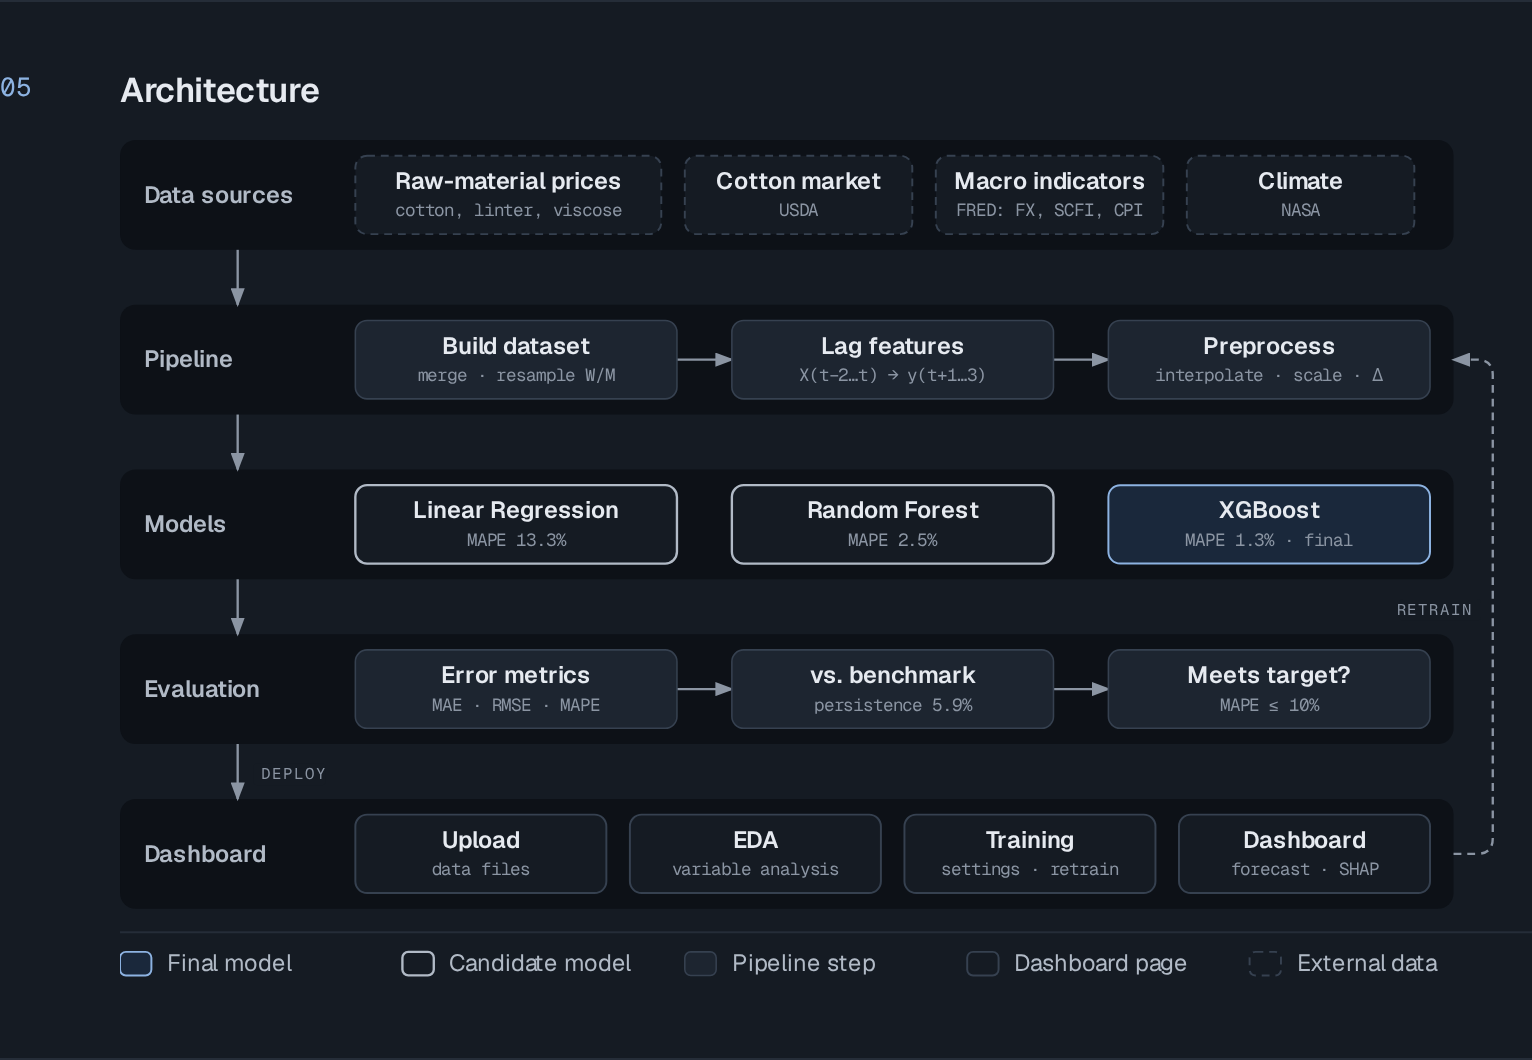 05
Architecture
Data sources
Raw-material prices
cotton, linter, viscose
Cotton market
USDA
Macro indicators
FRED: FX, SCFI, CPI
Climate
NASA
Pipeline
Build dataset
merge · resample W/M
Lag features
X(t−2…t) → y(t+1…3)
Preprocess
interpolate · scale · Δ
Models
Linear Regression
MAPE 13.3%
Random Forest
MAPE 2.5%
XGBoost
MAPE 1.3% · final
RETRAIN
Evaluation
Error metrics
MAE · RMSE · MAPE
vs. benchmark
persistence 5.9%
Meets target?
MAPE ≤ 10%
DEPLOY
Dashboard
Upload
data files
EDA
variable analysis
Training
settings · retrain
Dashboard
forecast · SHAP
Final model
Candidate model
Pipeline step
Dashboard page
External data